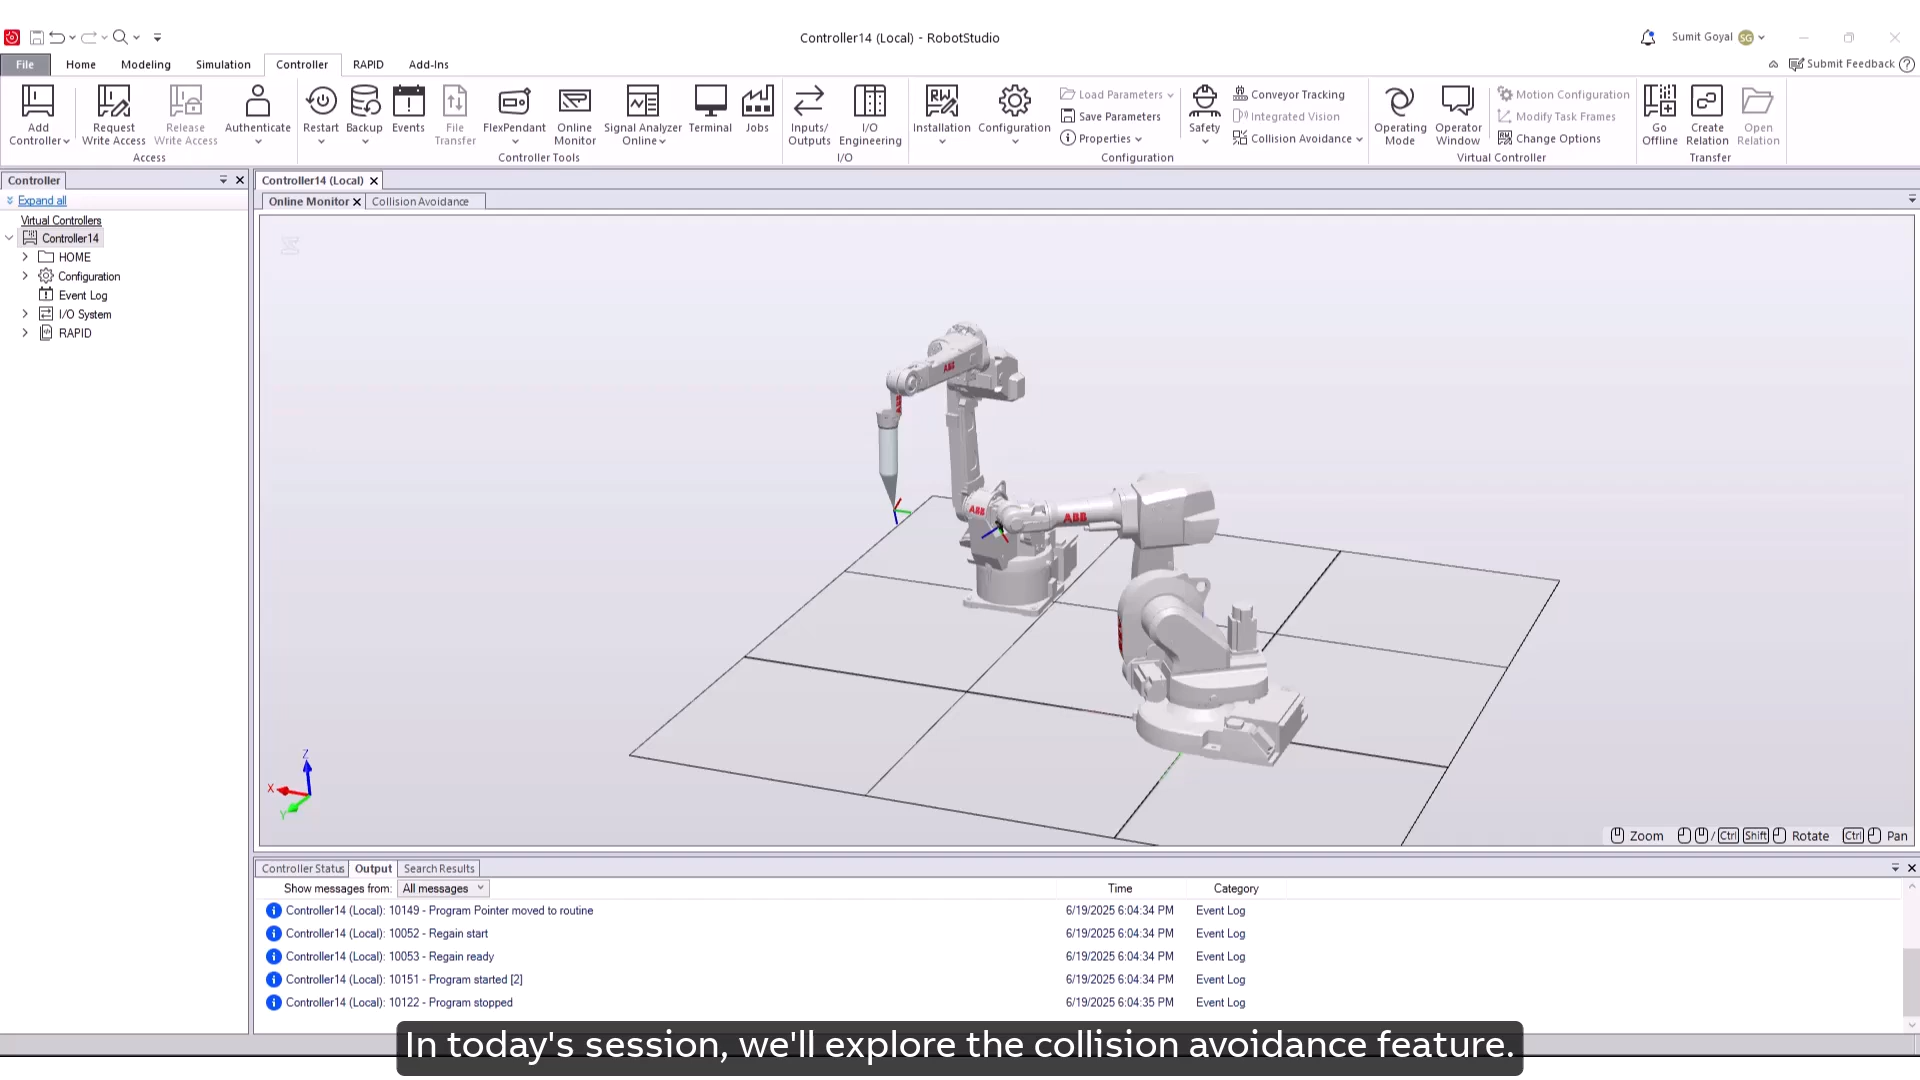 Controller14 (Local) - RobotStudio
Sumit Goyal SG
File Home Modeling Simulation Controller RAPID Add-Ins
Submit Feedback ?
Add Controller
Request Write Access
Release Write Access
Authenticate
Access
Restart
Backup
Events
File Transfer
FlexPendant
Online Monitor
Signal Analyzer Online
Terminal
Jobs
Controller Tools
Inputs/ Outputs
I/O Engineering
I/O
Installation
Configuration
Load Parameters
Save Parameters
Properties
Safety
Conveyor Tracking
Integrated Vision
Collision Avoidance
Configuration
Operating Mode
Operator Window
Motion Configuration
Modify Task Frames
Change Options
Virtual Controller
Go Offline
Create Relation
Open Relation
Transfer
Controller
Expand all
Virtual Controllers
Controller14
HOME
Configuration
Event Log
I/O System
RAPID
Controller14 (Local)
Online Monitor Collision Avoidance
ABB
ABB
ABB
Z
X
Y
Zoom / Ctrl Shift Rotate Ctrl Pan
Controller Status Output Search Results
Show messages from: All messages Time Category
Controller14 (Local): 10149 - Program Pointer moved to routine 6/19/2025 6:04:34 PM Event Log
Controller14 (Local): 10052 - Regain start 6/19/2025 6:04:34 PM Event Log
Controller14 (Local): 10053 - Regain ready 6/19/2025 6:04:34 PM Event Log
Controller14 (Local): 10151 - Program started [2] 6/19/2025 6:04:34 PM Event Log
Controller14 (Local): 10122 - Program stopped 6/19/2025 6:04:35 PM Event Log
In today's session, we'll explore the collision avoidance feature.